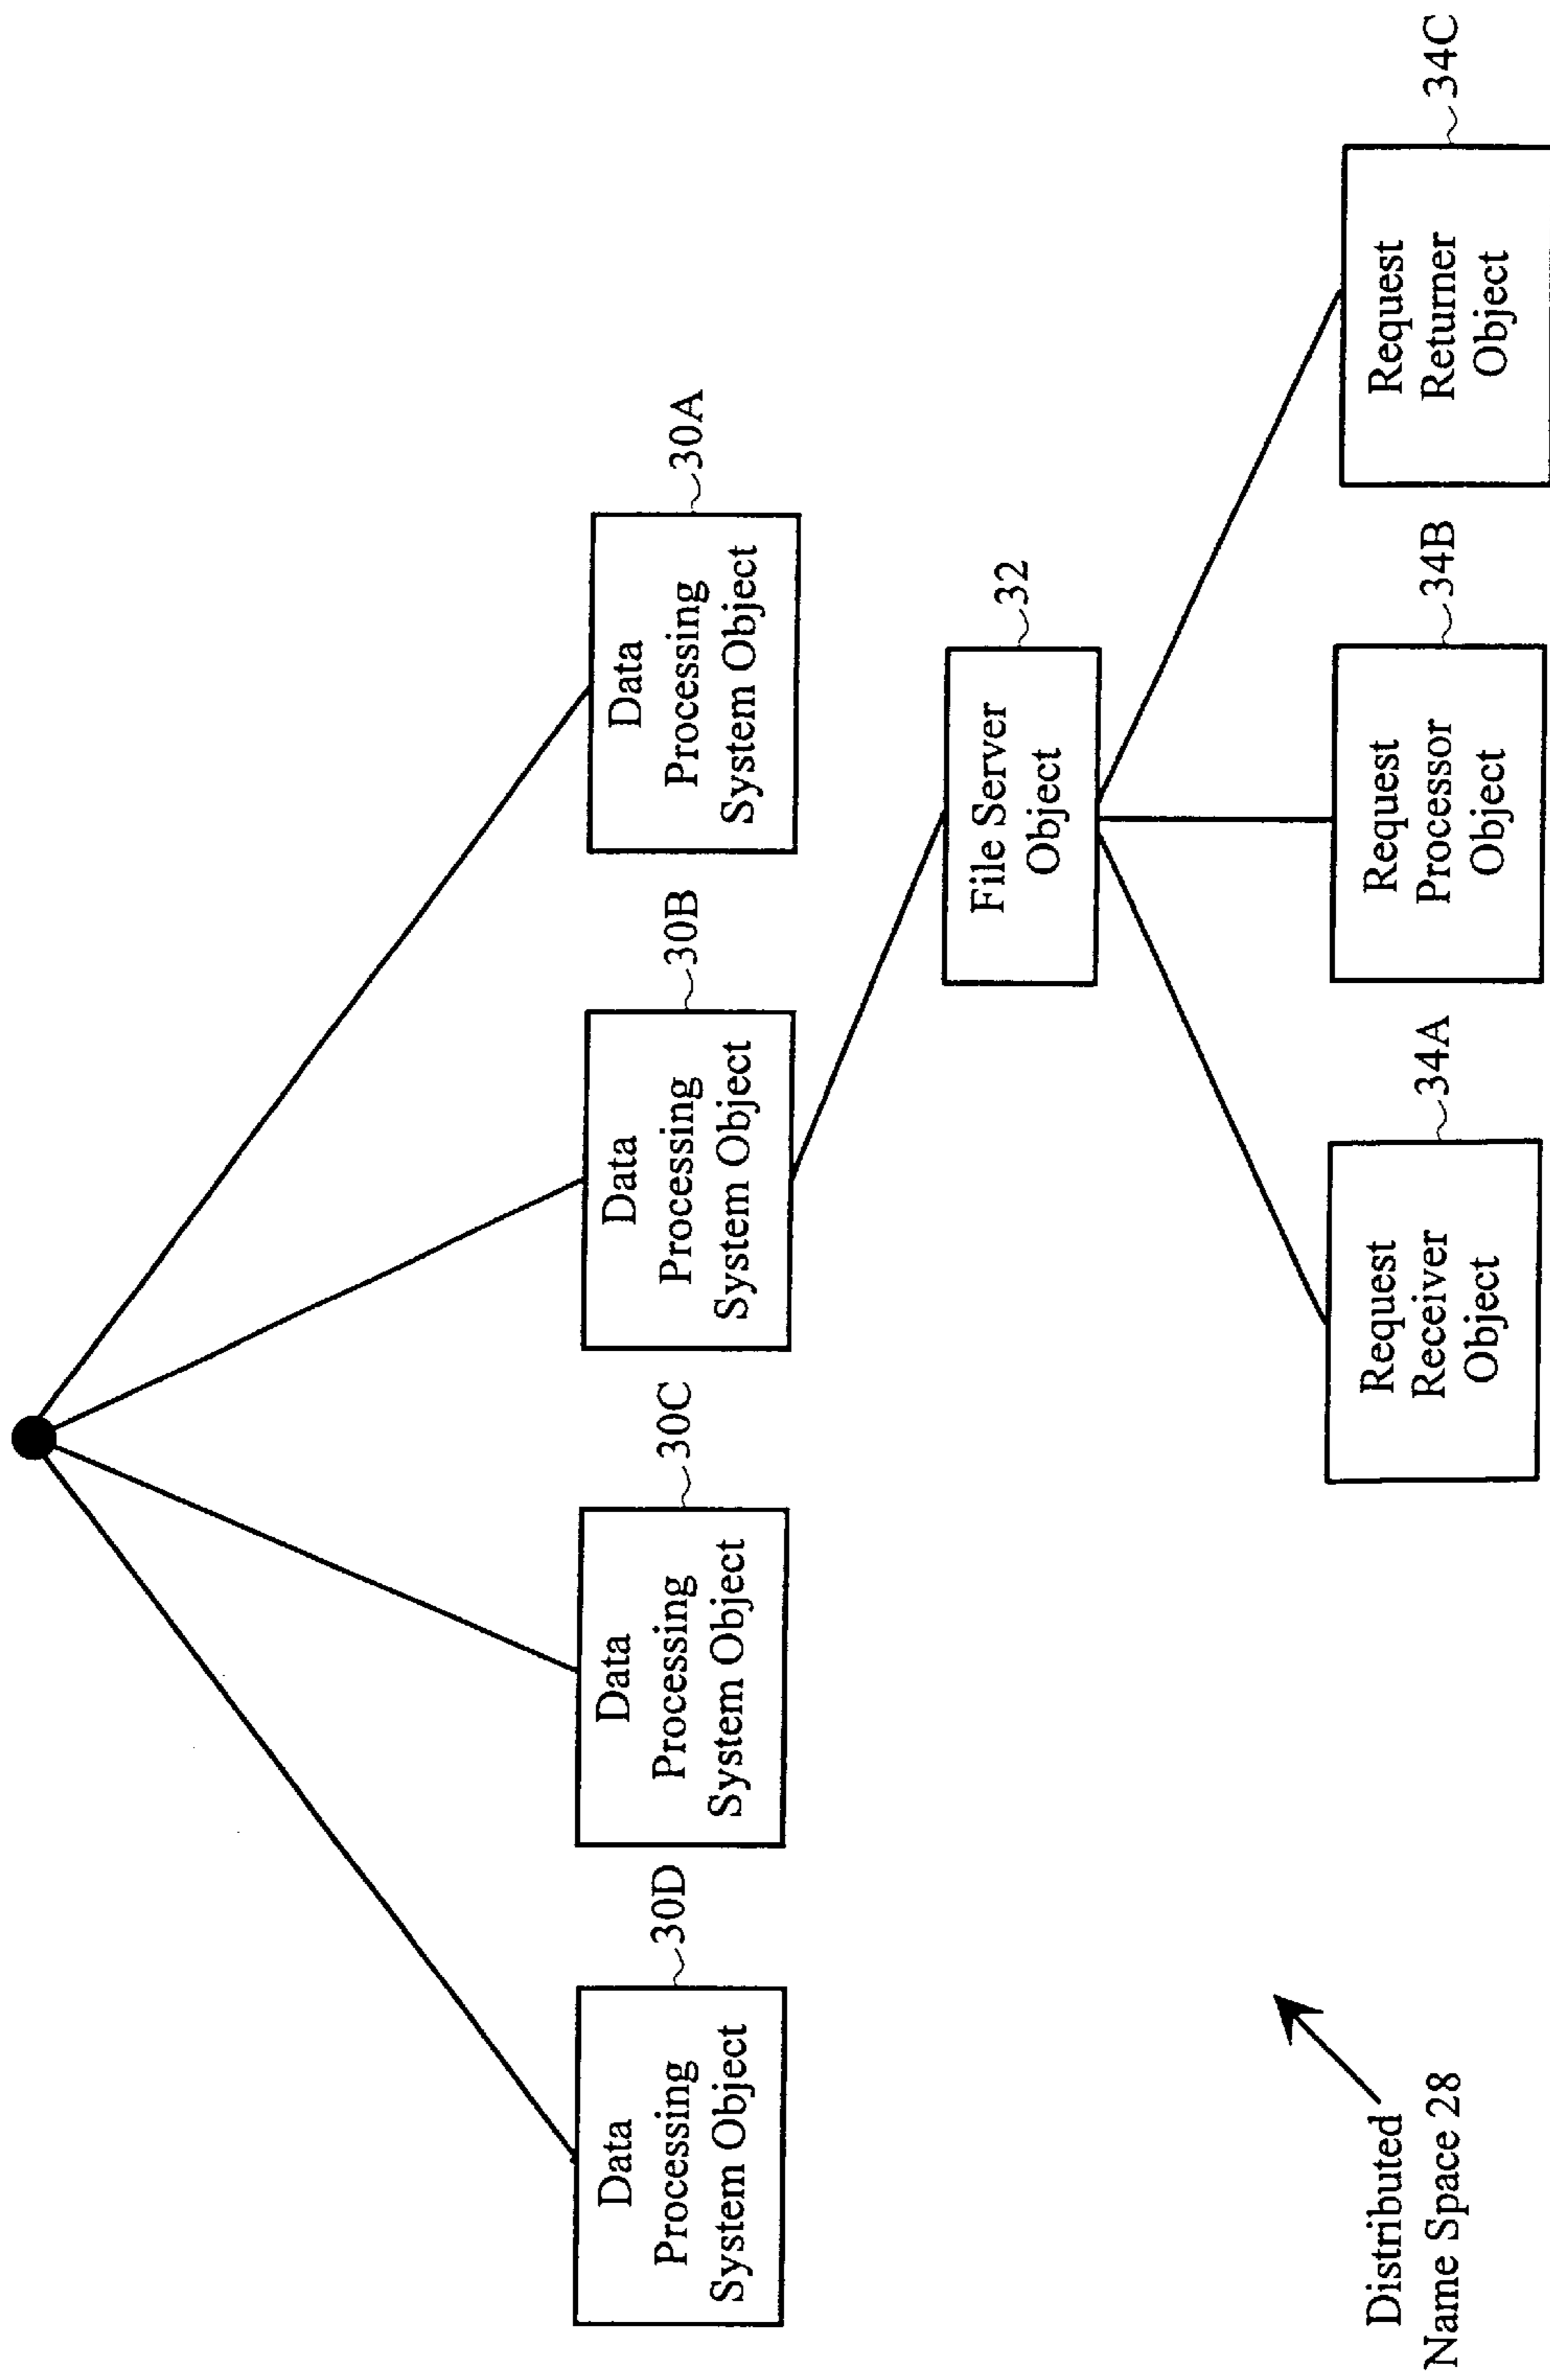 Data
Processing
System Object
30D
Data
Processing
System Object
30C
Data
Processing
System Object
30B
Data
Processing
System Object
30A
File Server
Object
32
Request
Receiver
Object
34A
Request
Processor
Object
34B
Request
Returner
Object
34C
Distributed
Name Space 28